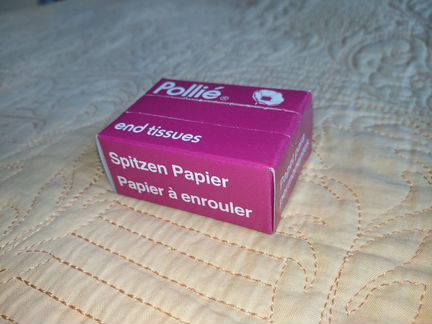 Pollié®
end tissues
Spitzen Papier
Papier à enrouler